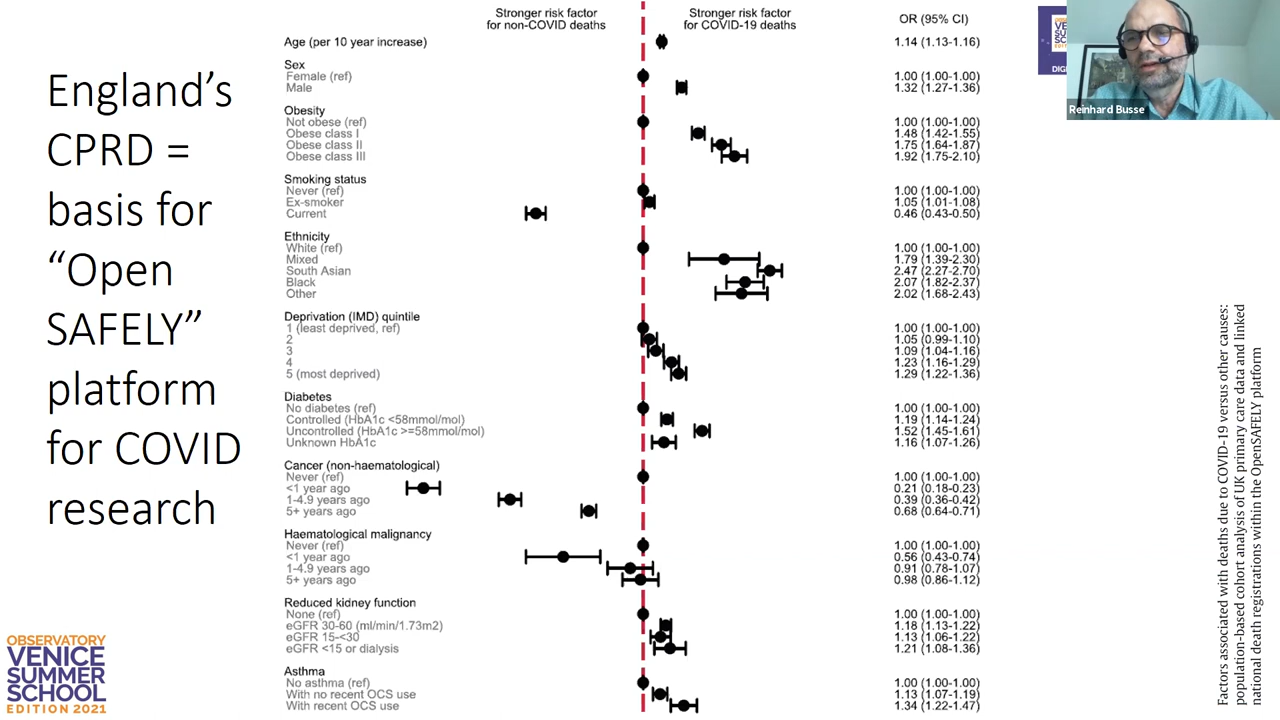 England's
CPRD =
basis for
“Open
SAFELY”
platform
for COVID
research
Stronger risk factor
for non-COVID deaths
Stronger risk factor
for COVID-19 deaths
OR (95% CI)
Age (per 10 year increase) 1.14 (1.13-1.16)
Sex
Female (ref) 1.00 (1.00-1.00)
Male 1.32 (1.27-1.36)
Obesity
Not obese (ref) 1.00 (1.00-1.00)
Obese class I 1.48 (1.42-1.55)
Obese class II 1.75 (1.64-1.87)
Obese class III 1.92 (1.75-2.10)
Smoking status
Never (ref) 1.00 (1.00-1.00)
Ex-smoker 1.05 (1.01-1.08)
Current 0.46 (0.43-0.50)
Ethnicity
White (ref) 1.00 (1.00-1.00)
Mixed 1.79 (1.39-2.30)
South Asian 2.47 (2.27-2.70)
Black 2.07 (1.82-2.37)
Other 2.02 (1.68-2.43)
Deprivation (IMD) quintile
1 (least deprived, ref) 1.00 (1.00-1.00)
2 1.05 (0.99-1.10)
3 1.09 (1.04-1.16)
4 1.23 (1.16-1.29)
5 (most deprived) 1.29 (1.22-1.36)
Diabetes
No diabetes (ref) 1.00 (1.00-1.00)
Controlled (HbA1c <58mmol/mol) 1.19 (1.14-1.24)
Uncontrolled (HbA1c >=58mmol/mol) 1.52 (1.45-1.61)
Unknown HbA1c 1.16 (1.07-1.26)
Cancer (non-haematological)
Never (ref) 1.00 (1.00-1.00)
<1 year ago 0.21 (0.18-0.23)
1-4.9 years ago 0.39 (0.36-0.42)
5+ years ago 0.68 (0.64-0.71)
Haematological malignancy
Never (ref) 1.00 (1.00-1.00)
<1 year ago 0.56 (0.43-0.74)
1-4.9 years ago 0.91 (0.78-1.07)
5+ years ago 0.98 (0.86-1.12)
Reduced kidney function
None (ref) 1.00 (1.00-1.00)
eGFR 30-60 (ml/min/1.73m2) 1.18 (1.13-1.22)
eGFR 15-<30 1.13 (1.06-1.22)
eGFR <15 or dialysis 1.21 (1.08-1.36)
Asthma
No asthma (ref) 1.00 (1.00-1.00)
With no recent OCS use 1.13 (1.07-1.19)
With recent OCS use 1.34 (1.22-1.47)
Factors associated with deaths due to COVID-19 versus other causes:
population-based cohort analysis of UK primary care data and linked
national death registrations within the OpenSAFELY platform
Reinhard Busse
OBSERVATORY
VENICE
SUMMER
SCHOOL
EDITION 2021